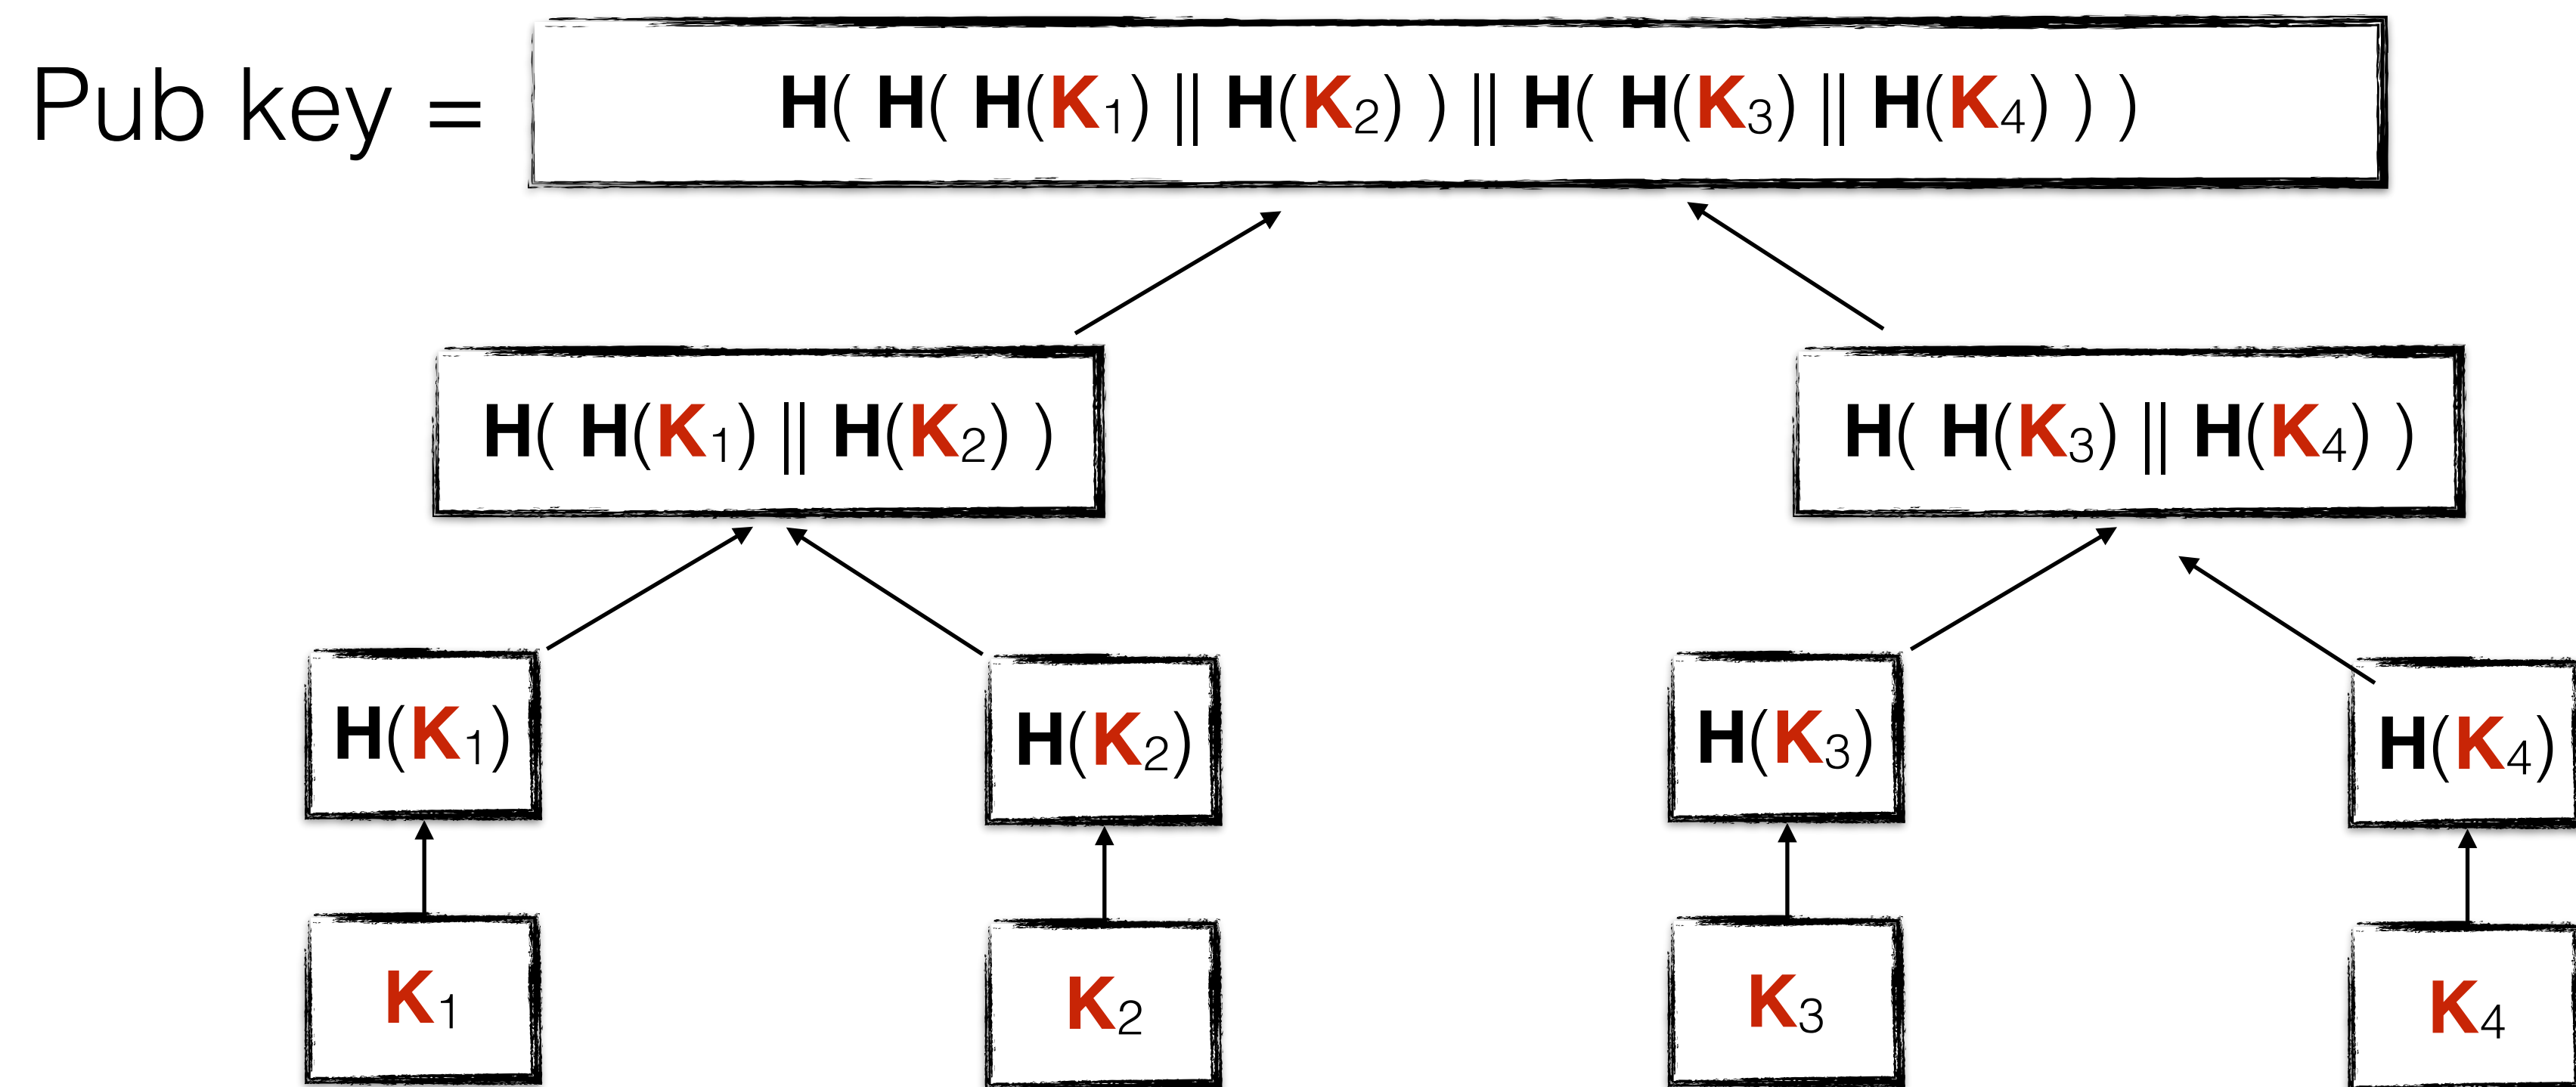 Pub key = H( H( H(K1) || H(K2) ) || H( H(K3) || H(K4) ) )
H( H(K1) || H(K2) ) H( H(K3) || H(K4) )
H(K1) H(K2) H(K3) H(K4)
K1 K2 K3 K4